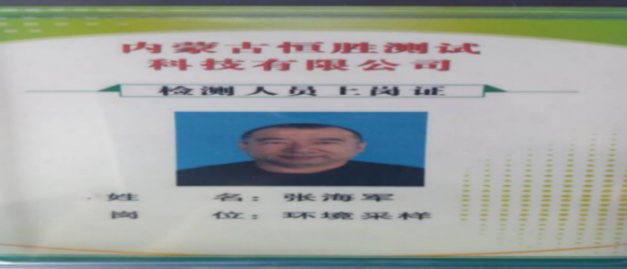 内蒙古恒胜测试
科技有限公司
检测人员上岗证
姓 名：张海军
岗 位：环境采样